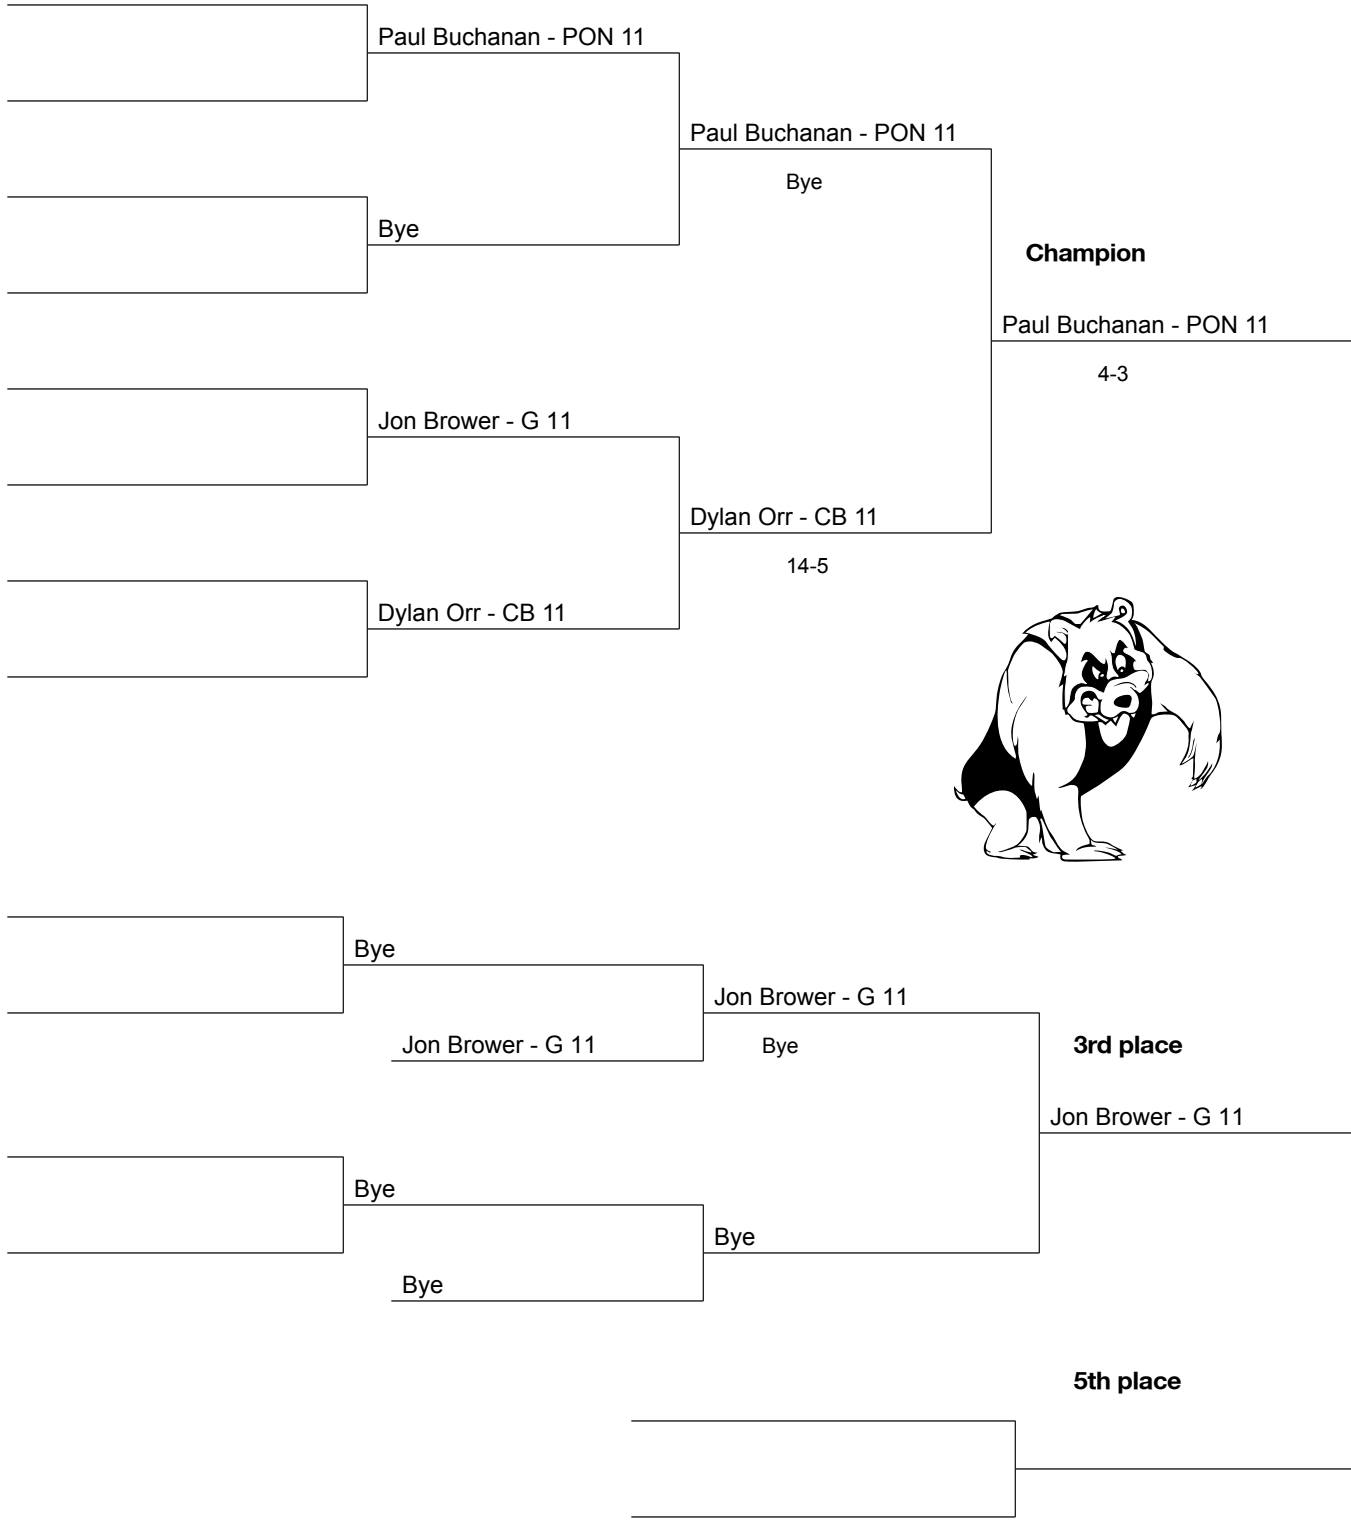 Paul Buchanan - PON 11
Paul Buchanan - PON 11
Bye
Bye
Champion
Paul Buchanan - PON 11
4-3
Jon Brower - G 11
Dylan Orr - CB 11
14-5
Dylan Orr - CB 11
Bye
Jon Brower - G 11
Jon Brower - G 11
Bye
3rd place
Jon Brower - G 11
Bye
Bye
Bye
5th place